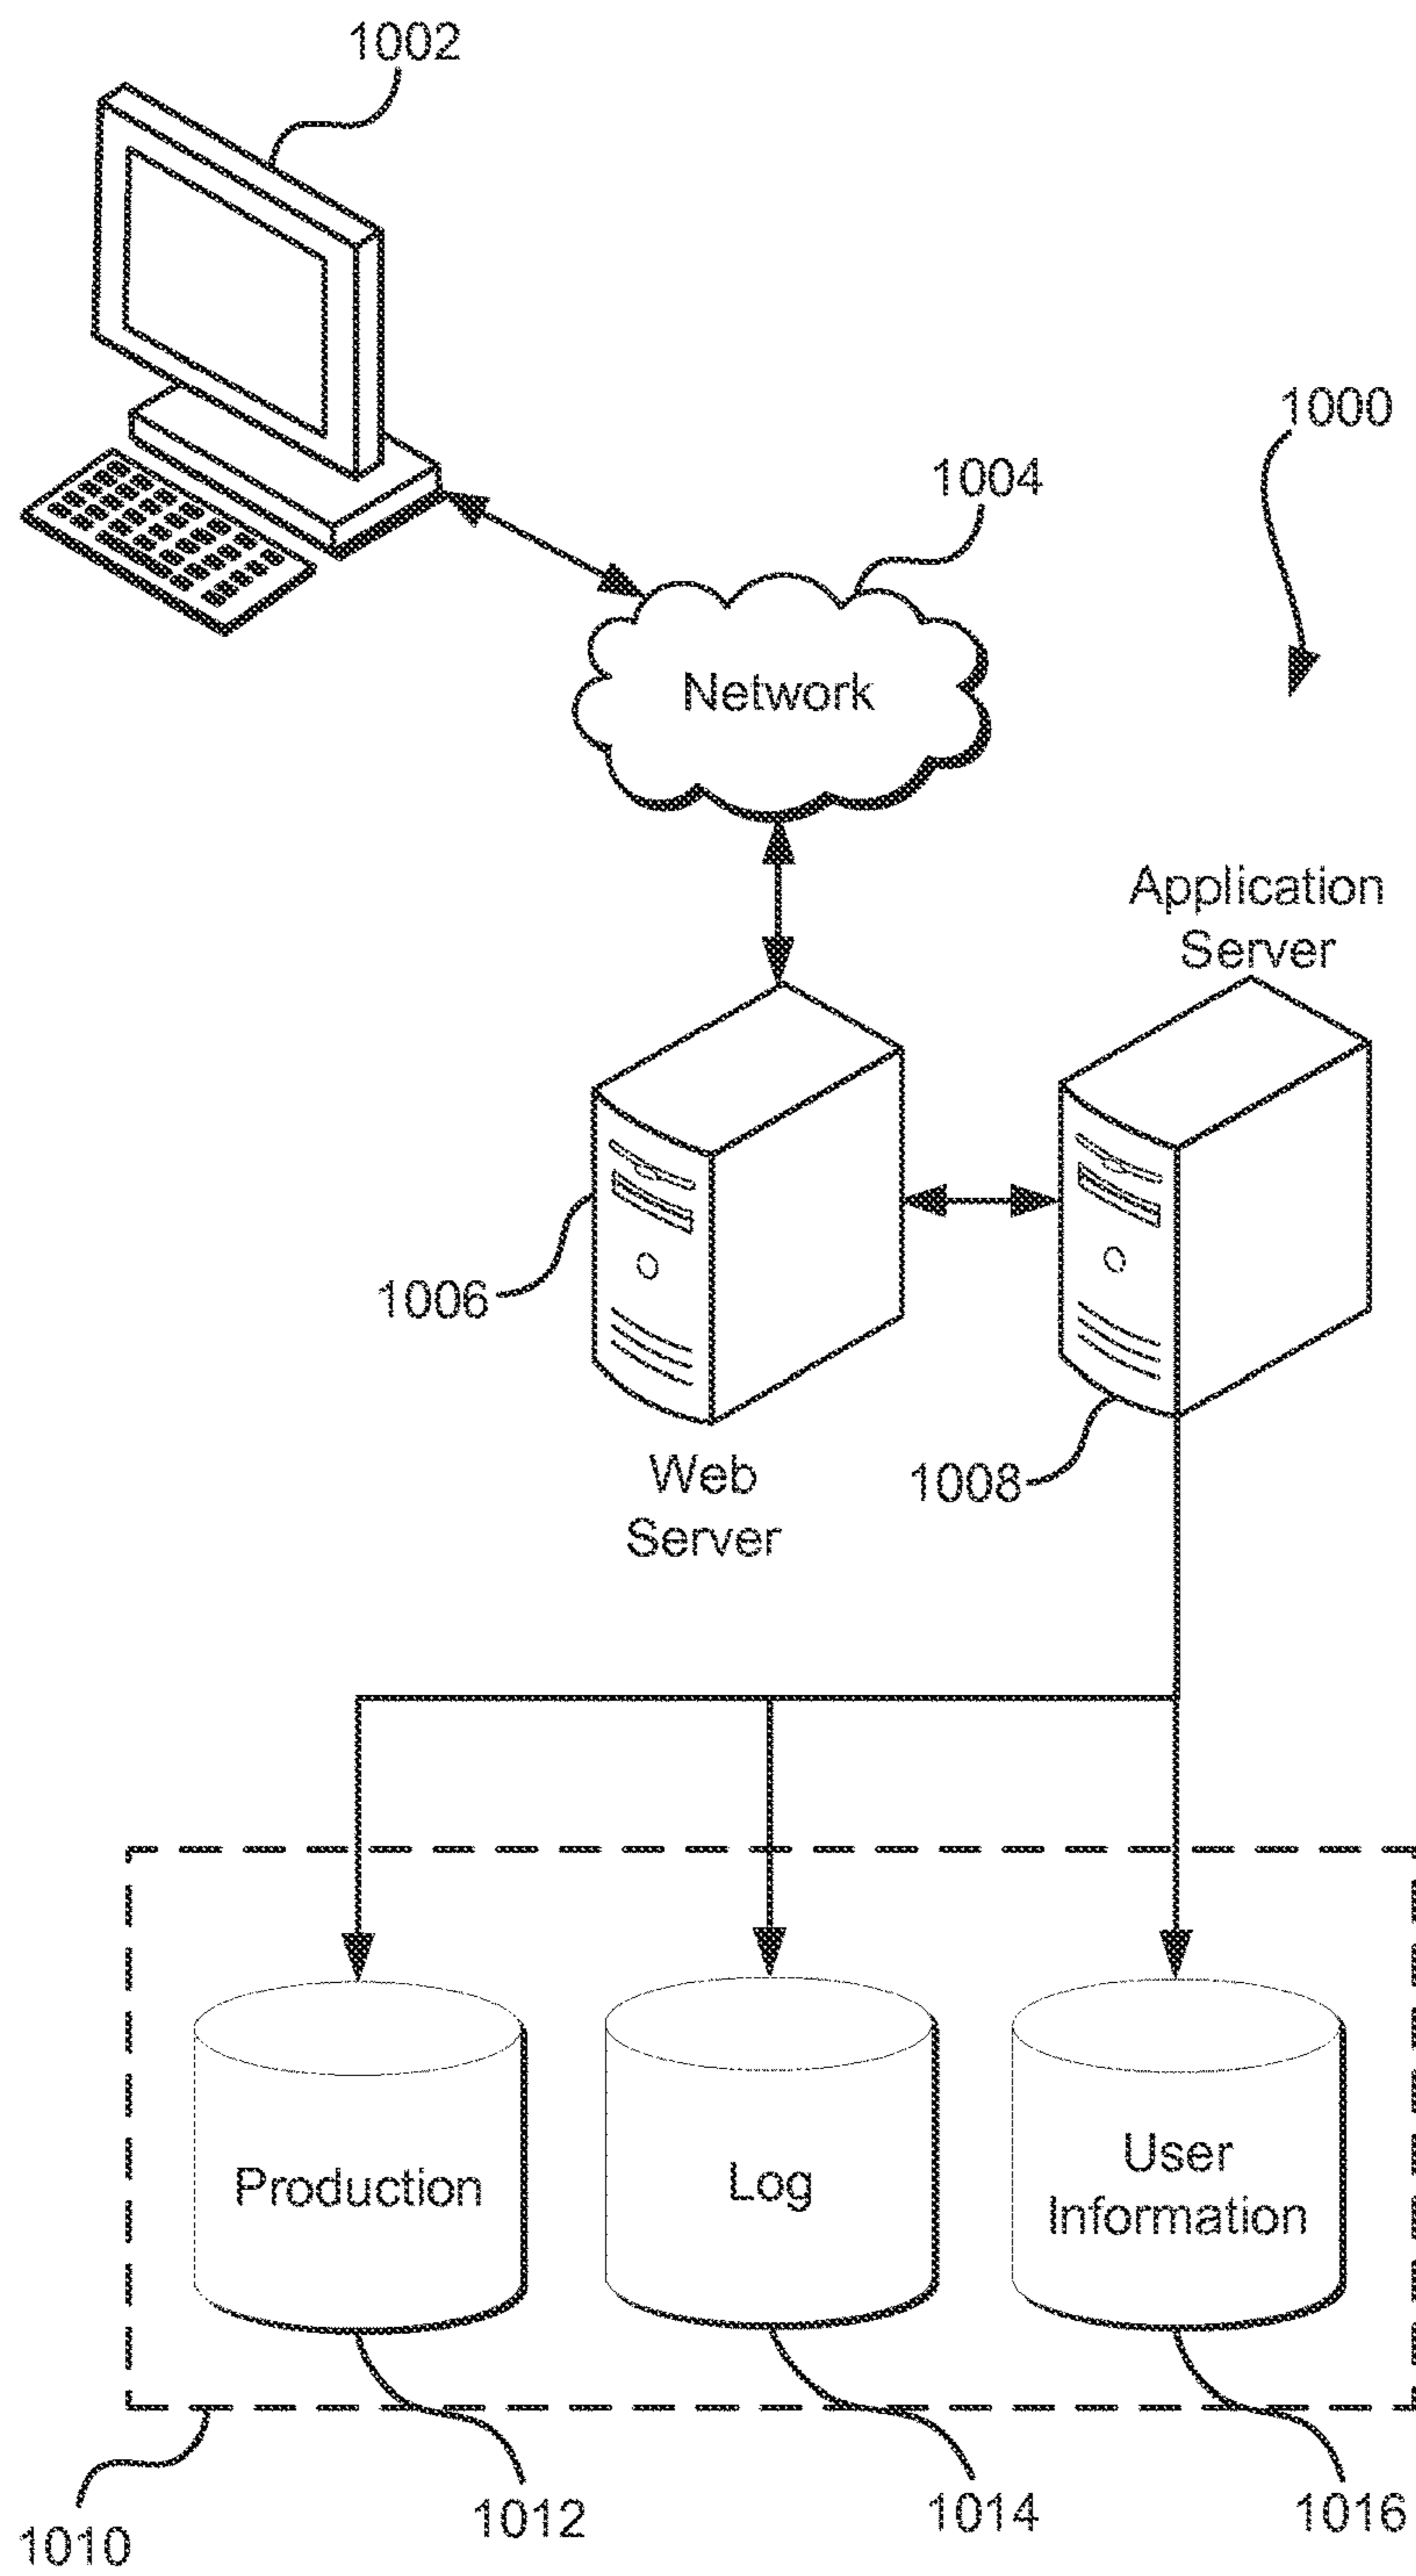 1002
1000
1004
Network
Application
Server
1006
Web
Server
1008
Production
Log
User
Information
1010
1012
1014
1016